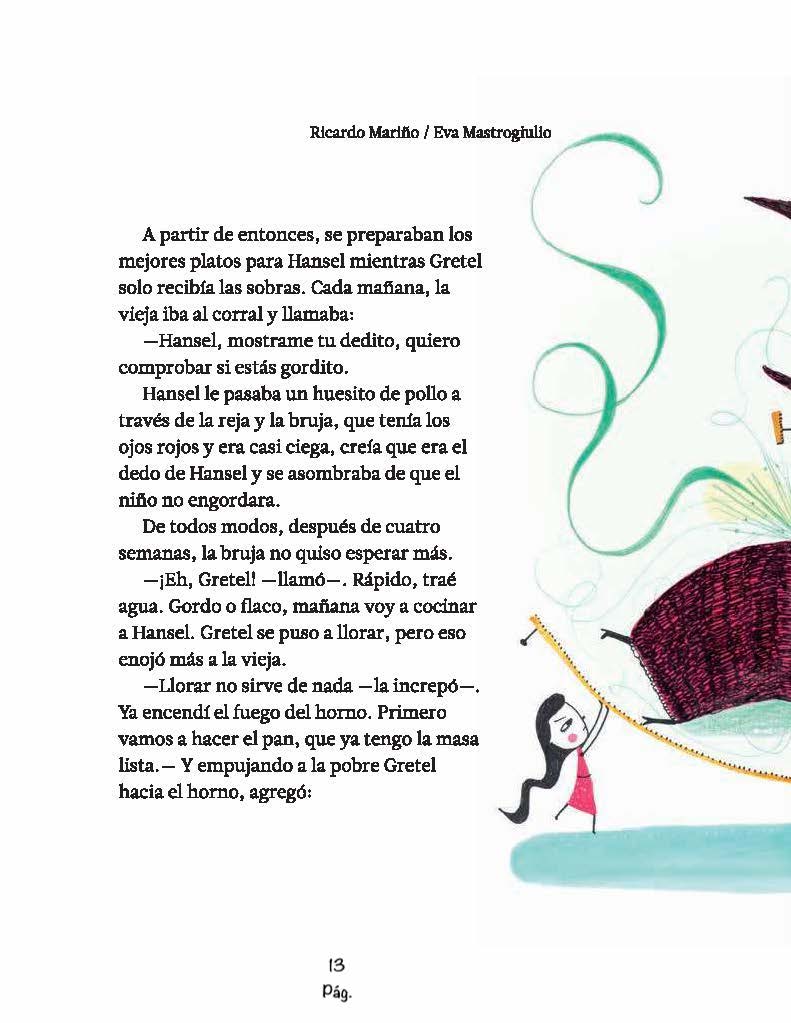 Ricardo Mariño / Eva Mastrogiulio
A partir de entonces, se preparaban los
mejores platos para Hansel mientras Gretel
solo recibía las sobras. Cada mañana, la
vieja iba al corral y llamaba:
—Hansel, mostrame tu dedito, quiero
comprobar si estás gordito.
Hansel le pasaba un huesito de pollo a
través de la reja y la bruja, que tenía los
ojos rojos y era casi ciega, creía que era el
dedo de Hansel y se asombraba de que el
niño no engordara.
De todos modos, después de cuatro
semanas, la bruja no quiso esperar más.
—¡Eh, Gretel! —llamó—. Rápido, traé
agua. Gordo o flaco, mañana voy a cocinar
a Hansel. Gretel se puso a llorar, pero eso
enojó más a la vieja.
—Llorar no sirve de nada —la increpó—.
Ya encendí el fuego del horno. Primero
vamos a hacer el pan, que ya tengo la masa
lista.— Y empujando a la pobre Gretel
hacia el horno, agregó:
13
Pág.